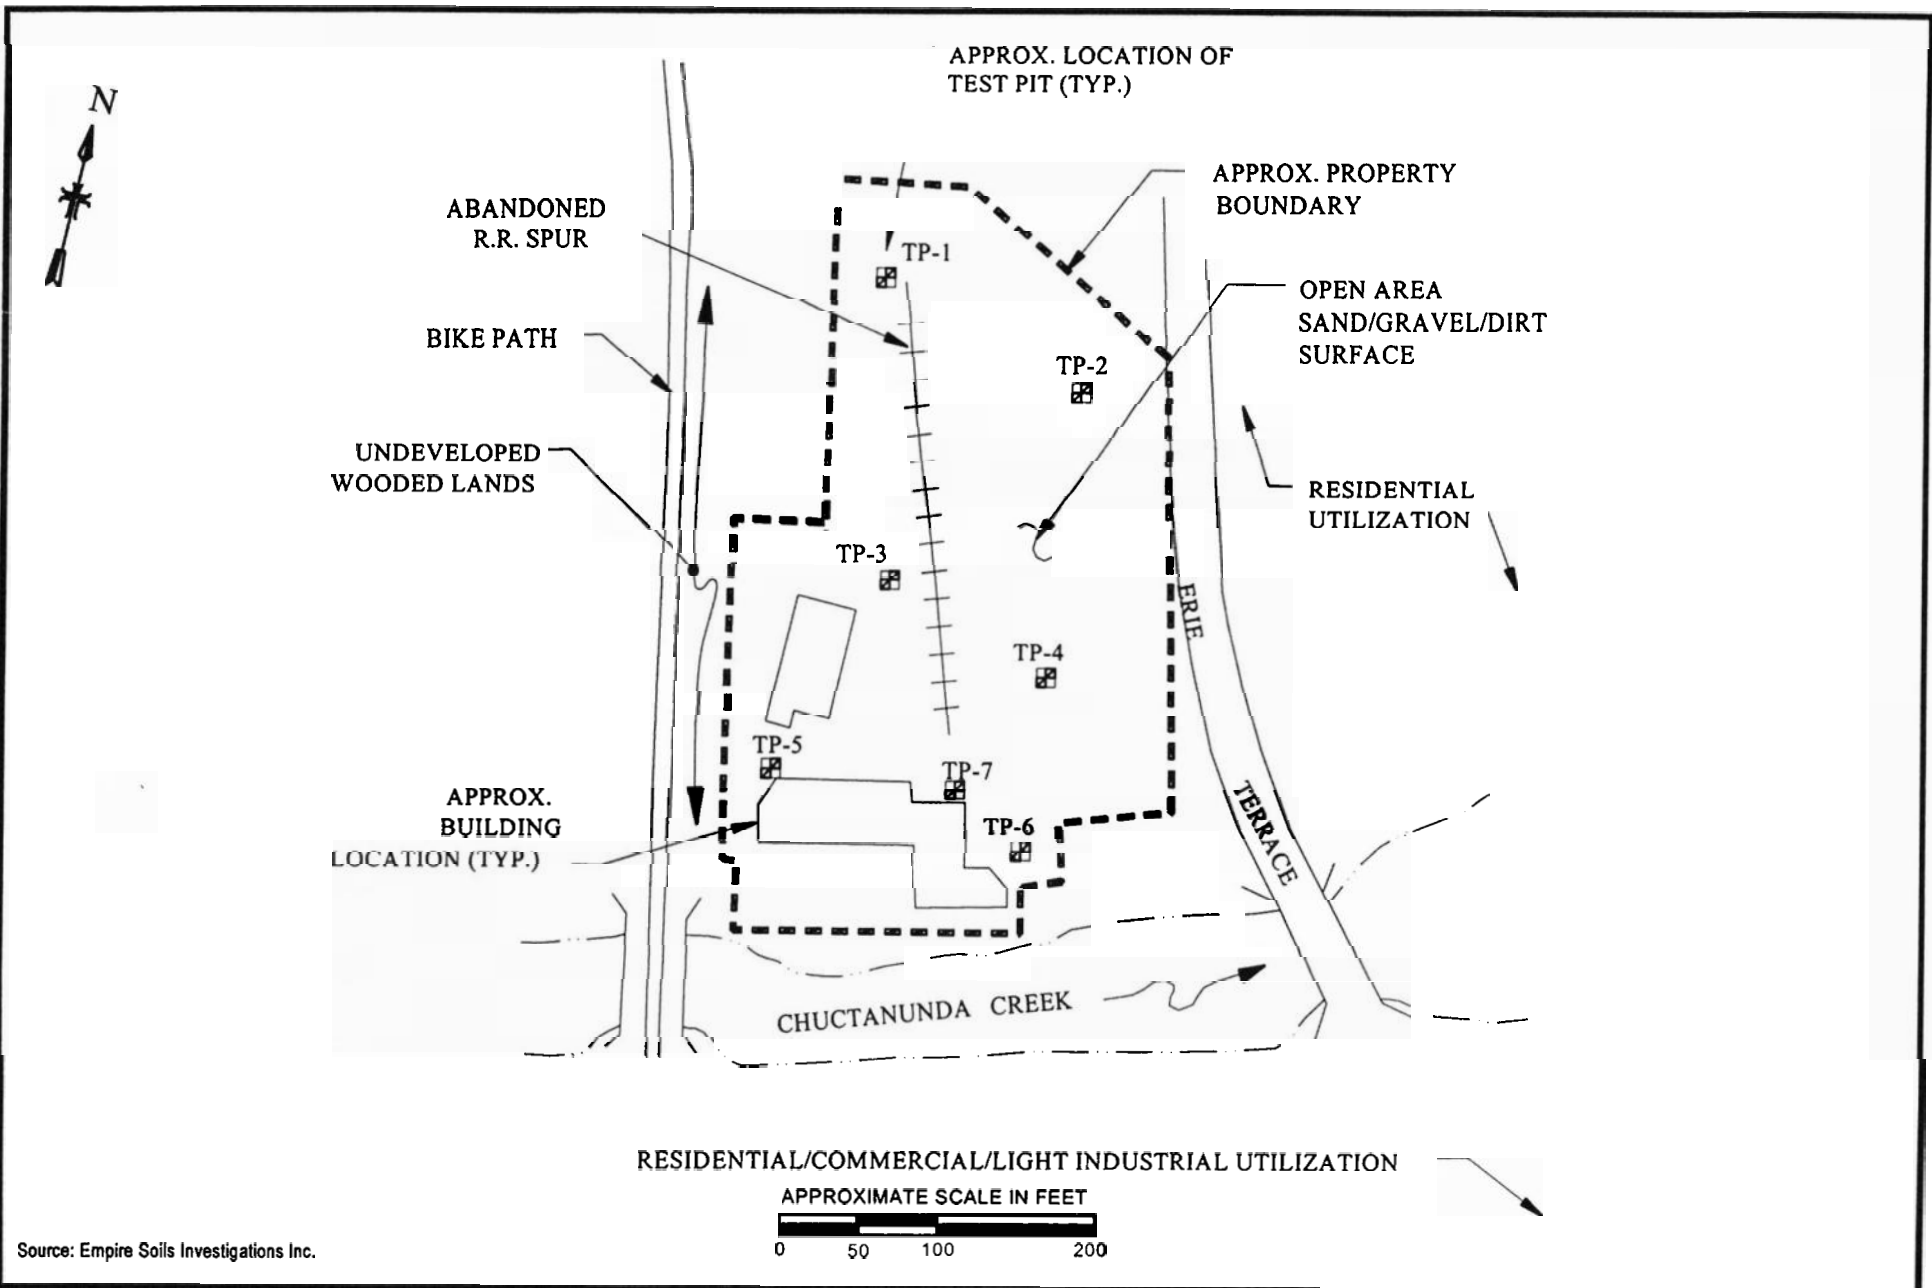 APPROX. LOCATION OF
TEST PIT (TYP.)
N
APPROX. PROPERTY
BOUNDARY
ABANDONED
R.R. SPUR
TP-1
OPEN AREA
SAND/GRAVEL/DIRT
SURFACE
BIKE PATH
TP-2
UNDEVELOPED
WOODED LANDS
RESIDENTIAL
UTILIZATION
TP-3
ERIE
TP-4
TP-5
TP-7
APPROX.
BUILDING
LOCATION (TYP.)
TP-6
TERRACE
CHUCTANUNDA CREEK
RESIDENTIAL/COMMERCIAL/LIGHT INDUSTRIAL UTILIZATION
APPROXIMATE SCALE IN FEET
0 50 100 200
Source: Empire Soils Investigations Inc.